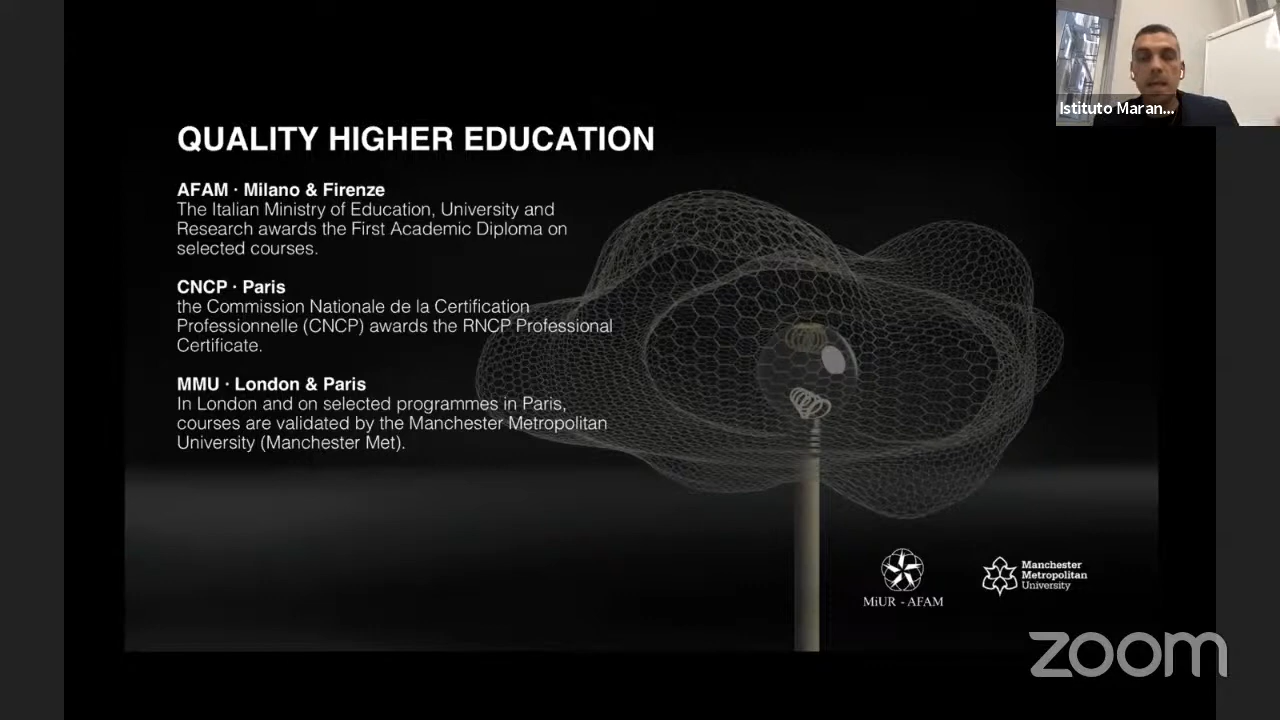 Istituto Maran...
QUALITY HIGHER EDUCATION
AFAM · Milano & Firenze
The Italian Ministry of Education, University and
Research awards the First Academic Diploma on
selected courses.
CNCP · Paris
the Commission Nationale de la Certification
Professionnelle (CNCP) awards the RNCP Professional
Certificate.
MMU · London & Paris
In London and on selected programmes in Paris,
courses are validated by the Manchester Metropolitan
University (Manchester Met).
MiUR - AFAM
Manchester
Metropolitan
University
zoom